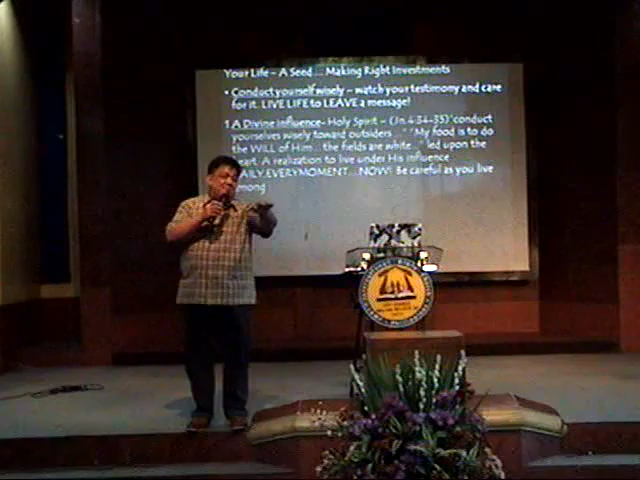 Your Life – A Seed... Making Right Investments
• Conduct yourself wisely – watch your testimony and care
for it. LIVE LIFE to LEAVE a message!
1 A Divine Influence- Holy Spirit – (Jn. 4:34-35) "conduct
yourselves wisely toward outsiders..." "My food is to do
the WILL of Him... the fields are white..." led upon the
heart. A realization to live under His influence
DAILY.EVERYMOMENT...NOW! Be careful as you live
among